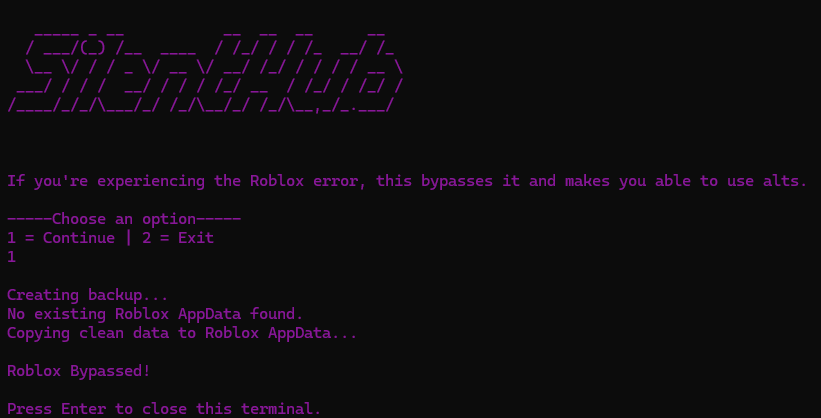 SilentHub
If you're experiencing the Roblox error, this bypasses it and makes you able to use alts.
-----Choose an option-----
1 = Continue | 2 = Exit
1
Creating backup...
No existing Roblox AppData found.
Copying clean data to Roblox AppData...
Roblox Bypassed!
Press Enter to close this terminal.